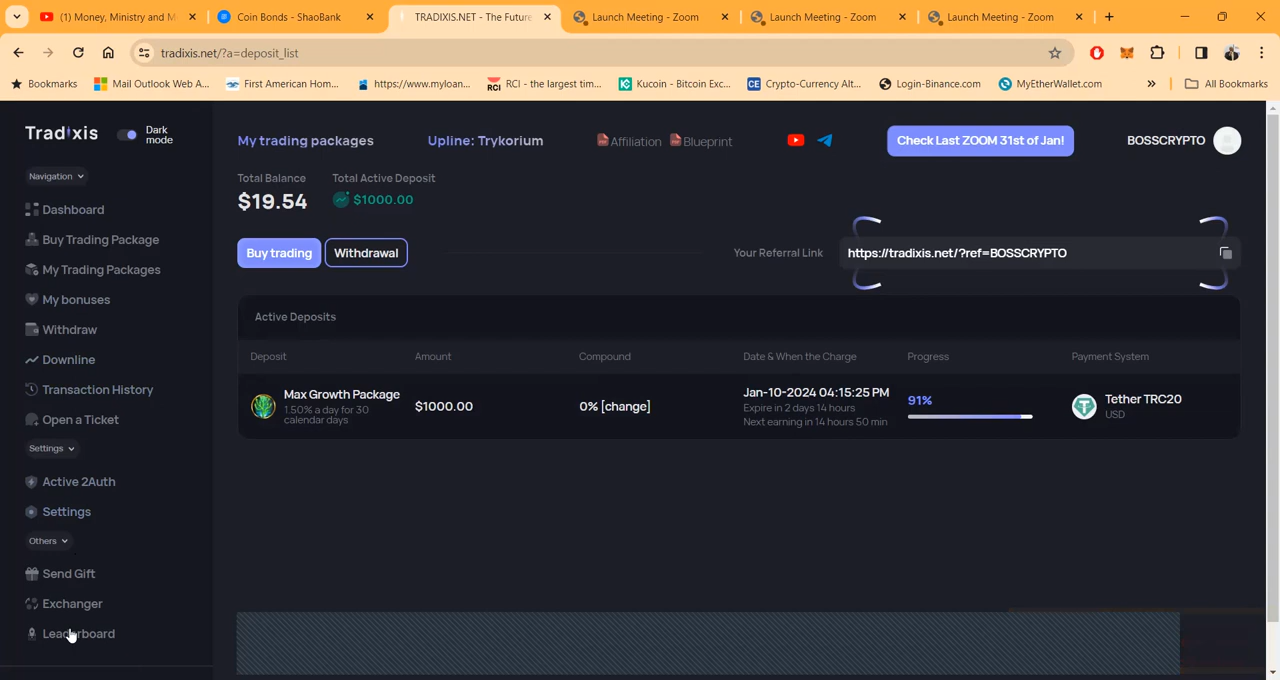 (1) Money, Ministry and M
Coin Bonds - ShaoBank
TRADIXIS.NET - The Future
Launch Meeting - Zoom
Launch Meeting - Zoom
Launch Meeting - Zoom
tradixis.net/?a=deposit_list
Bookmarks
Mail Outlook Web A...
First American Hom...
https://www.myloan...
RCI - the largest tim...
Kucoin - Bitcoin Exc...
Crypto-Currency Alt...
Login-Binance.com
MyEtherWallet.com
All Bookmarks
Tradixis
Dark mode
My trading packages
Upline: Trykorium
Affiliation
Blueprint
Check Last ZOOM 31st of Jan!
BOSSCRYPTO
Navigation
Total Balance
Total Active Deposit
$19.54
$1000.00
Dashboard
Buy Trading Package
My Trading Packages
My bonuses
Withdraw
Downline
Transaction History
Open a Ticket
Settings
Active 2Auth
Settings
Others
Send Gift
Exchanger
Leaderboard
Buy trading
Withdrawal
Your Referral Link
https://tradixis.net/?ref=BOSSCRYPTO
Active Deposits
Deposit
Amount
Compound
Date & When the Charge
Progress
Payment System
Max Growth Package
1.50% a day for 30
calendar days
$1000.00
0% [change]
Jan-10-2024 04:15:25 PM
Expire in 2 days 14 hours
Next earning in 14 hours 50 min
91%
Tether TRC20
USD